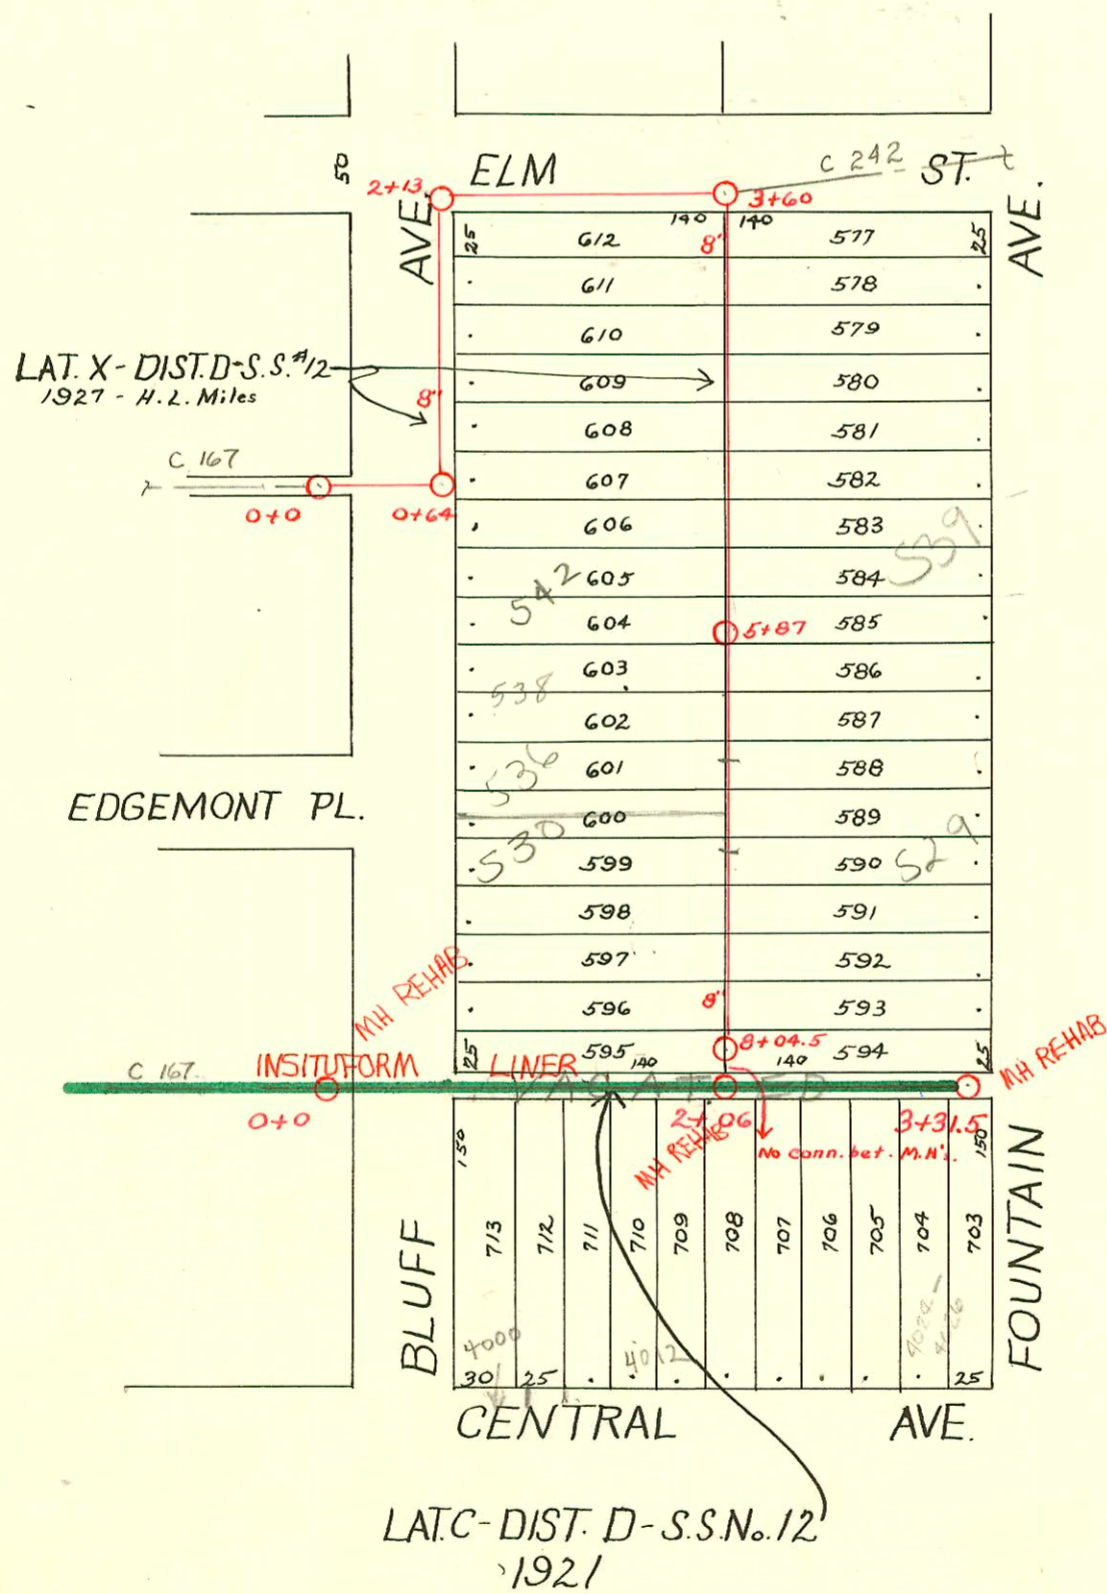 50
ELM
C 242
ST.
AVE.
AVE.
2+13
3+60
140 140
25 612 8" 577 25
611 578
610 579
LAT. X - DIST. D - S.S. #12
1927 - H.L. Miles
609 580
8"
608 581
C 167
607 582
0+0
0+64
606 583
539
542
605 584
604 5+87 585
603 586
538
602 587
536
601 588
EDGEMONT PL.
600 589
530
599 590 529
598 591
597 592
MH REHAB.
596 8" 593
8+04.5
25 595 140 140 594 25
C 167
INSITUFORM LINER
VACATED
MH REHAB
0+0
2+06
3+31.5
MH REHAB
No conn. bet. M.H's.
150
150
713 712 711 710 709 708 707 706 705 704 703
BLUFF
FOUNTAIN
4000
4012
4024-
4026
30 25 25
CENTRAL AVE.
LAT. C - DIST. D - S.S. No. 12
1921